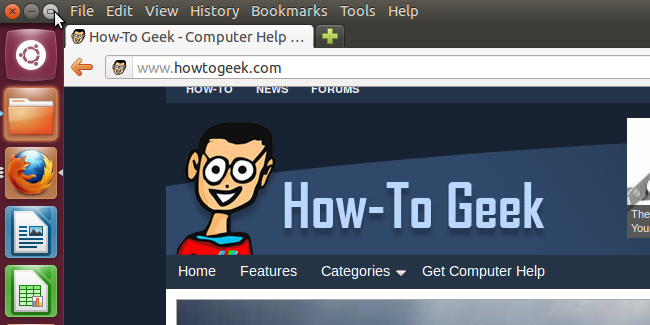 File Edit View History Bookmarks Tools Help
How-To Geek - Computer Help ...
www.howtogeek.com
HOW-TO NEWS FORUMS
How-To Geek
The
You
Home Features Categories Get Computer Help